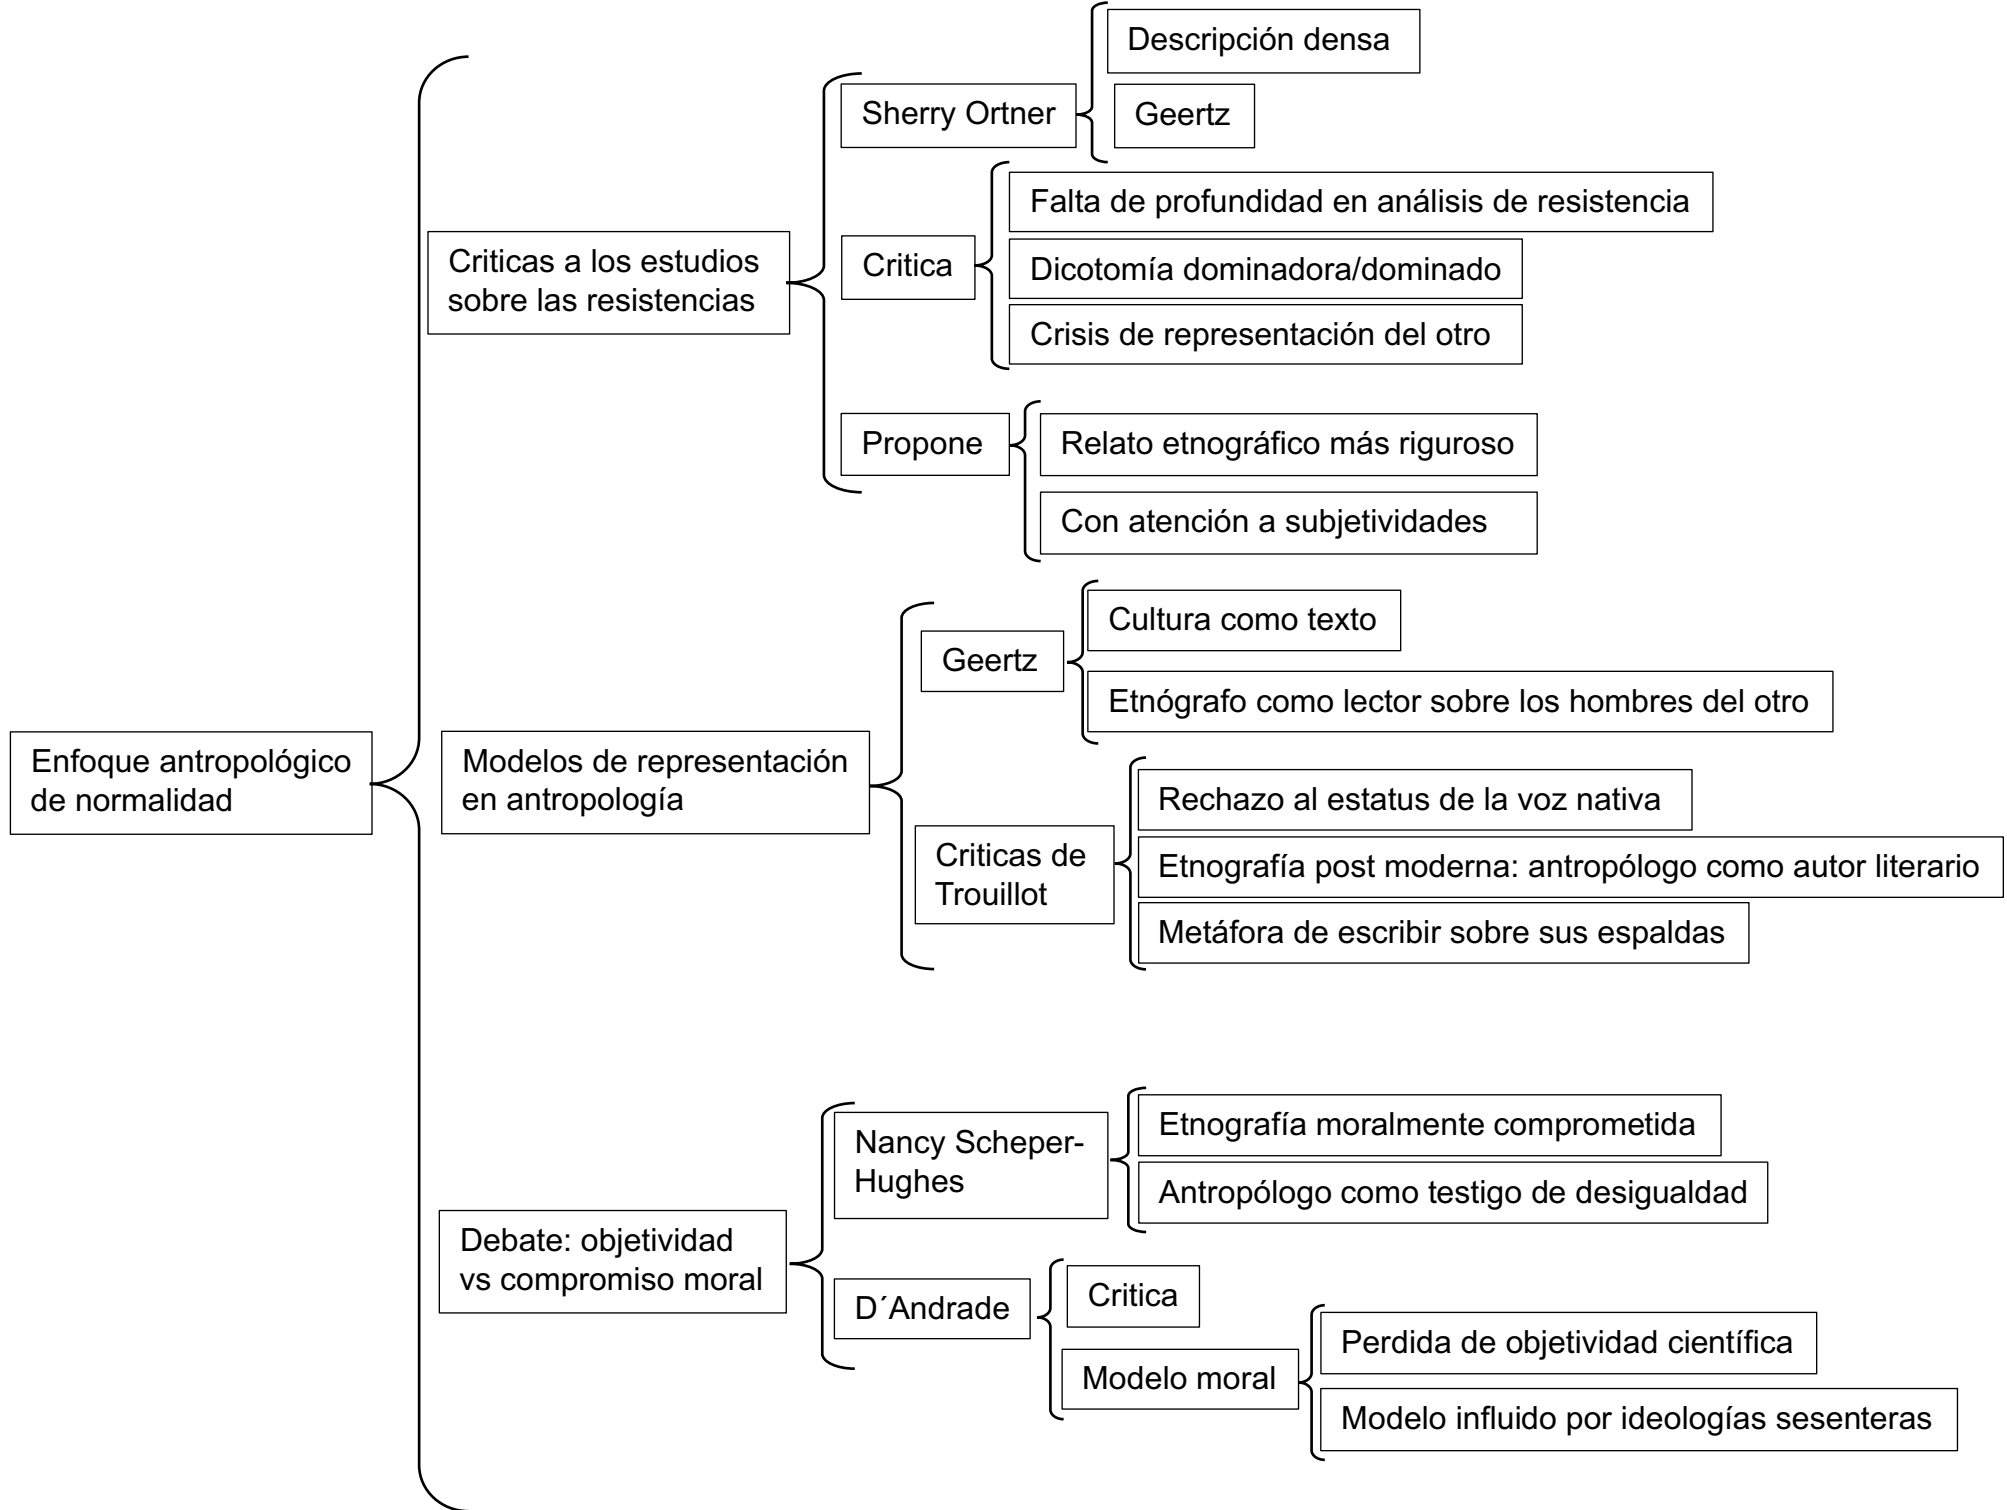 Enfoque antropológico
de normalidad
Criticas a los estudios
sobre las resistencias
Sherry Ortner
Descripción densa
Geertz
Critica
Falta de profundidad en análisis de resistencia
Dicotomía dominadora/dominado
Crisis de representación del otro
Propone
Relato etnográfico más riguroso
Con atención a subjetividades
Modelos de representación
en antropología
Geertz
Cultura como texto
Etnógrafo como lector sobre los hombres del otro
Criticas de
Trouillot
Rechazo al estatus de la voz nativa
Etnografía post moderna: antropólogo como autor literario
Metáfora de escribir sobre sus espaldas
Debate: objetividad
vs compromiso moral
Nancy Scheper-
Hughes
Etnografía moralmente comprometida
Antropólogo como testigo de desigualdad
D´Andrade
Critica
Modelo moral
Perdida de objetividad científica
Modelo influido por ideologías sesenteras